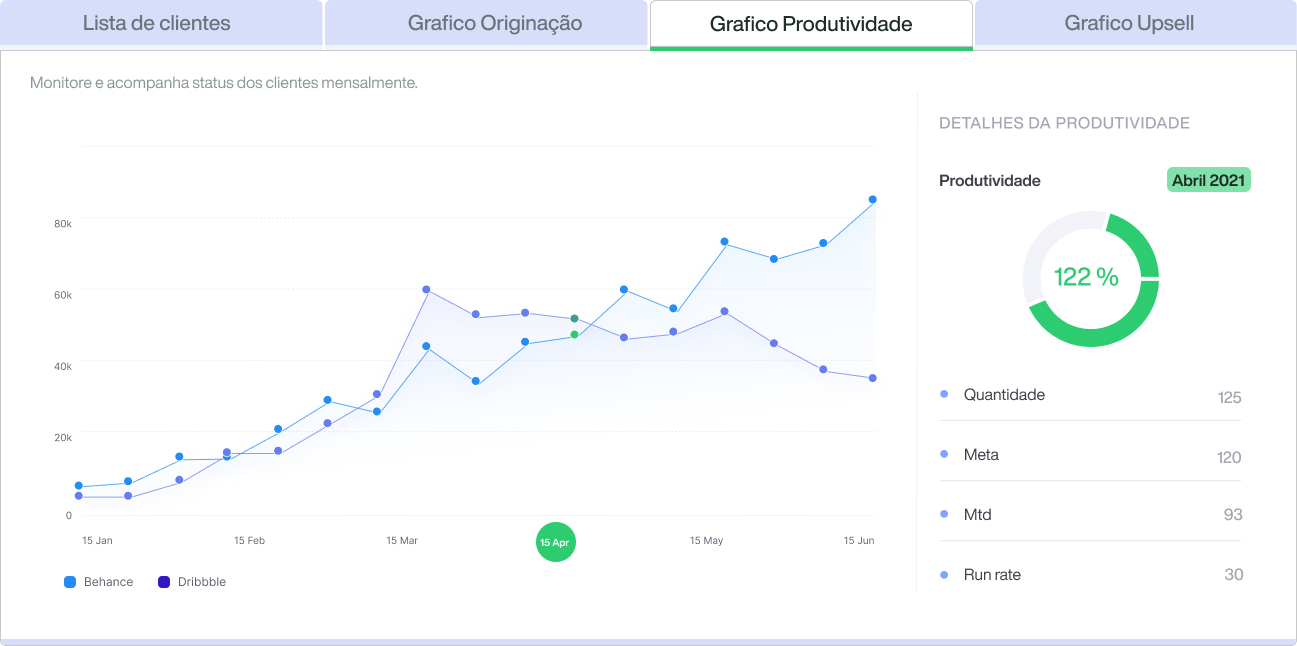 Lista de clientes
Grafico Originação
Grafico Produtividade
Grafico Upsell
Monitore e acompanha status dos clientes mensalmente.
80k
60k
40k
20k
0
15 Jan
15 Feb
15 Mar
15 Apr
15 May
15 Jun
Behance
Dribbble
DETALHES DA PRODUTIVIDADE
Produtividade
Abril 2021
122 %
Quantidade 125
Meta 120
Mtd 93
Run rate 30